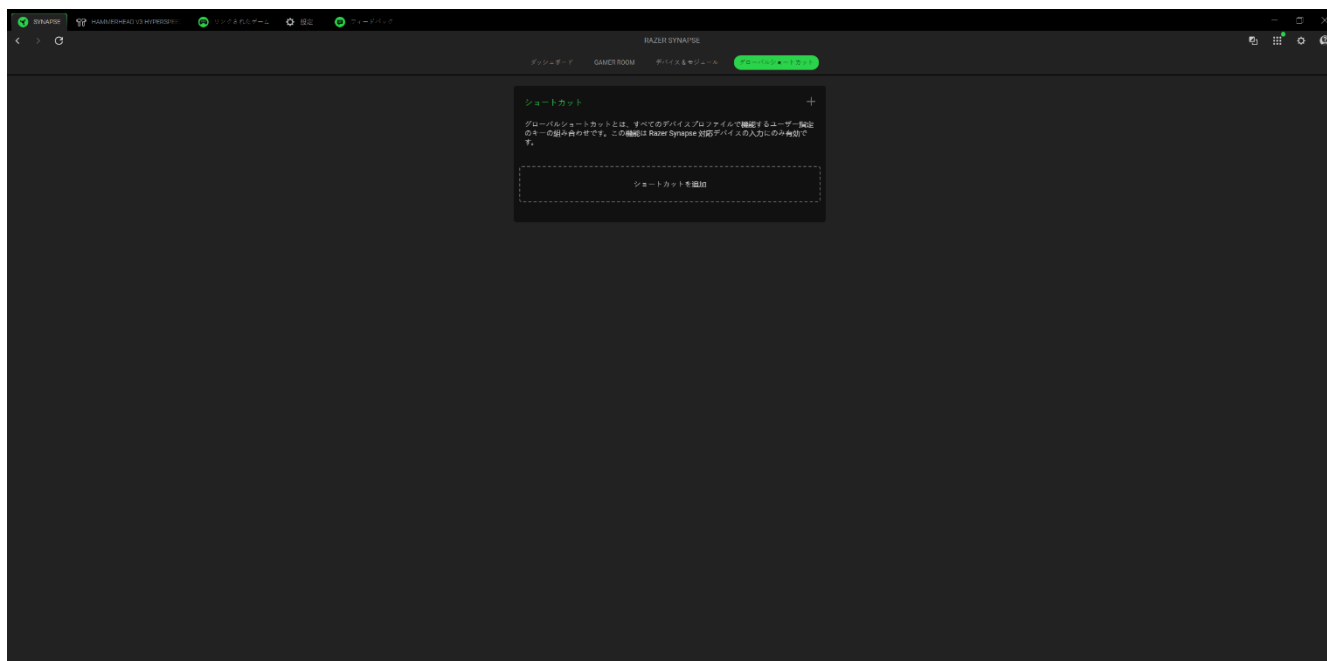 SYNAPSE
HAMMERHEAD V3 HYPERSPE
リンクされたゲーム
設定
フィードバック
RAZER SYNAPSE
ダッシュボード
GAMER ROOM
デバイス & モジュール
グローバルショートカット
ショートカット
グローバルショートカットとは、すべてのデバイスプロファイルで機能するユーザー指定
のキーの組み合わせです。この機能は Razer Synapse 対応デバイスの入力にのみ有効で
す。
ショートカットを追加